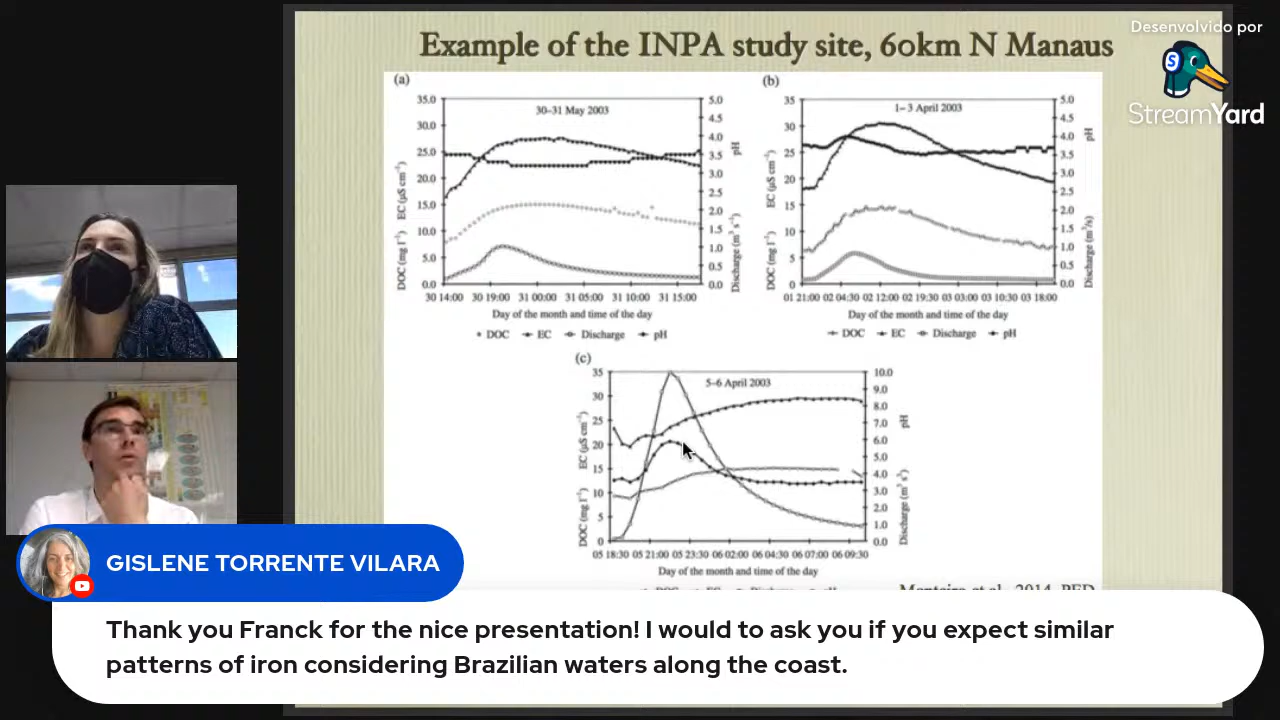 Example of the INPA study site, 60km N Manaus
Desenvolvido por
StreamYard
(a)
30–31 May 2003
35.0
30.0
25.0
20.0
15.0
10.0
5.0
0.0
5.0
4.5
4.0
3.5
3.0
2.5
2.0
1.5
1.0
0.5
0.0
DOC (mg l⁻¹) EC (µS cm⁻¹)
Discharge (m³ s⁻¹) pH
30 14:00 30 19:00 31 00:00 31 05:00 31 10:00 31 15:00
Day of the month and time of the day
DOC EC Discharge pH
(b)
1–3 April 2003
35
30
25
20
15
10
5
0
5.0
4.5
4.0
3.5
3.0
2.5
2.0
1.5
1.0
0.5
0.0
DOC (mg l⁻¹) EC (µS cm⁻¹)
Discharge (m³/s) pH
01 21:00 02 04:30 02 12:00 02 19:30 03 03:00 03 10:30 03 18:00
Day of the month and time of the day
DOC EC Discharge pH
(c)
5–6 April 2003
35
30
25
20
15
10
5
0
10.0
9.0
8.0
7.0
6.0
5.0
4.0
3.0
2.0
1.0
0.0
DOC (mg l⁻¹) EC (µS cm⁻¹)
Discharge (m³ s⁻¹) pH
05 18:30 05 21:00 05 23:30 06 02:00 06 04:30 06 07:00 06 09:30
Day of the month and time of the day
GISLENE TORRENTE VILARA
Thank you Franck for the nice presentation! I would to ask you if you expect similar
patterns of iron considering Brazilian waters along the coast.